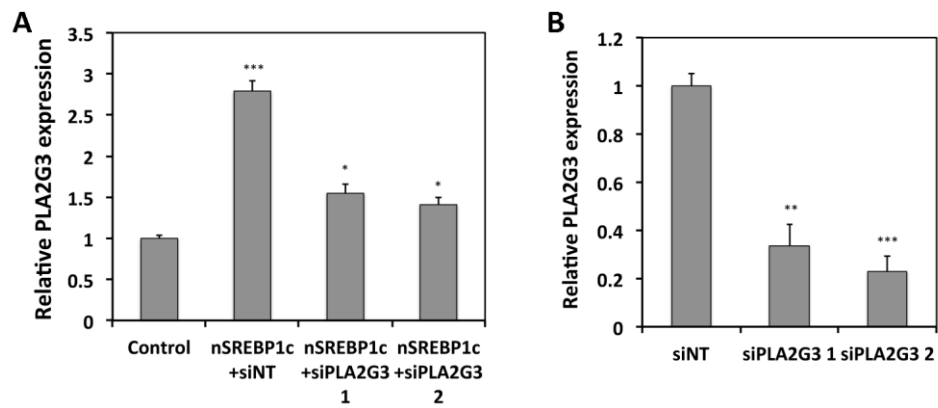 A
Relative PLA2G3 expression
3.5
3
2.5
2
1.5
1
0.5
0
***
*
*
Control
nSREBP1c
+siNT
nSREBP1c
+siPLA2G3
1
nSREBP1c
+siPLA2G3
2
B
Relative PLA2G3 expression
1.2
1
0.8
0.6
0.4
0.2
0
**
***
siNT
siPLA2G3 1
siPLA2G3 2